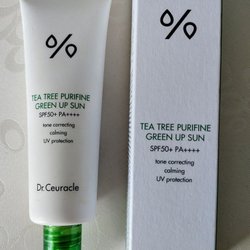 %
TEA TREE PURIFINE
GREEN UP SUN
SPF50+ PA++++
tone correcting
calming
UV protection
Dr.Ceuracle
%
TEA TREE PURIFINE
GREEN UP SUN
SPF50+ PA++++
tone correcting
calming
UV protection